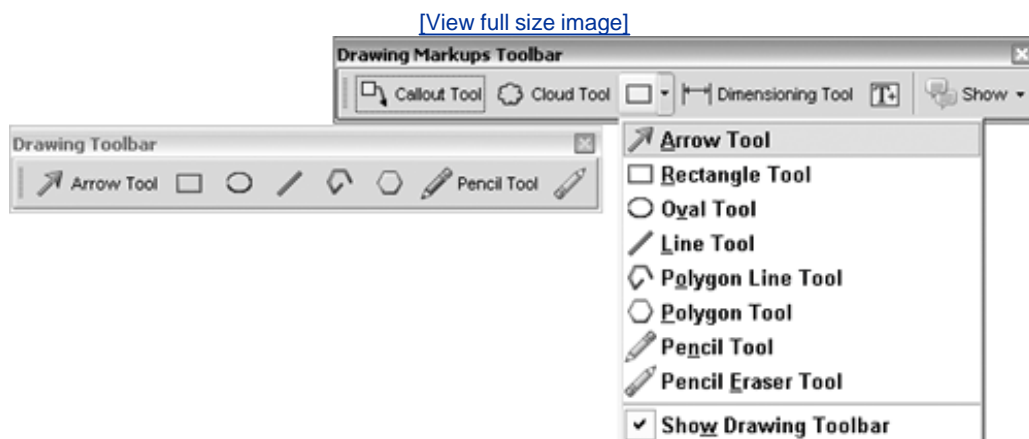 [View full size image]
Drawing Markups Toolbar
Callout Tool Cloud Tool Dimensioning Tool T+ Show
Drawing Toolbar
Arrow Tool Pencil Tool
Arrow Tool
Rectangle Tool
Oval Tool
Line Tool
Polygon Line Tool
Polygon Tool
Pencil Tool
Pencil Eraser Tool
Show Drawing Toolbar